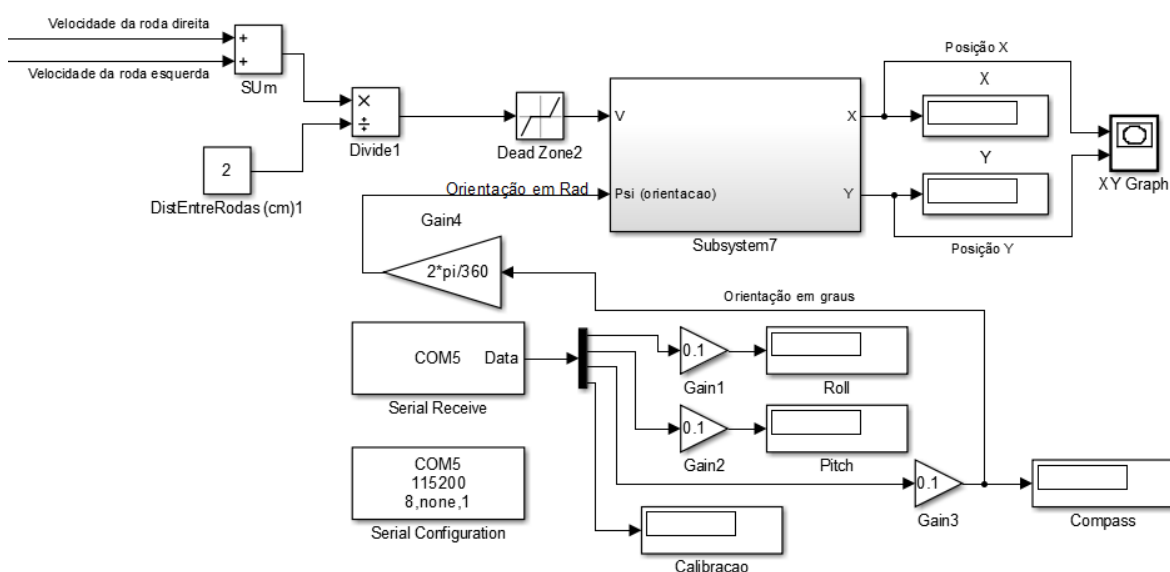 Velocidade da roda direita
+
+
Velocidade da roda esquerda
SUm
×
÷
Divide1
2
DistEntreRodas (cm)1
Dead Zone2
V
Psi (orientacao)
X
Y
Subsystem7
Posição X
X
Y
XY Graph
Posição Y
Orientação em Rad
Gain4
2*pi/360
Orientação em graus
COM5
Data
Serial Receive
0.1
Gain1
Roll
0.1
Gain2
Pitch
COM5
115200
8,none,1
Serial Configuration
0.1
Gain3
Compass
Calibracao